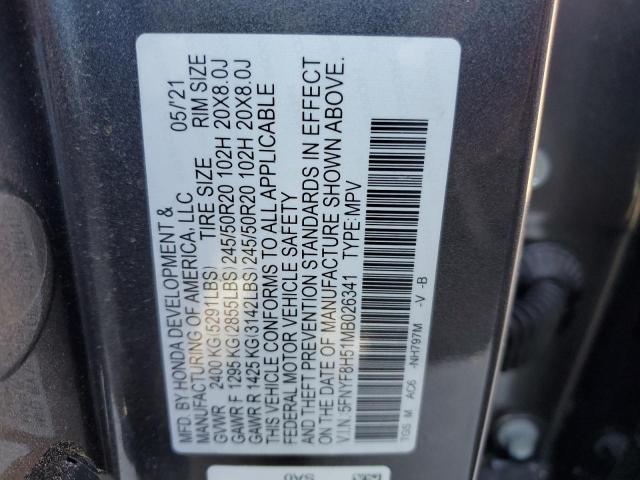 MFD. BY HONDA DEVELOPMENT & 05/'21
MANUFACTURING OF AMERICA, LLC
TIRE SIZE RIM SIZE
GVWR 2400 KG(5291LBS)
GAWR F 1295 KG(2855LBS) 245/50R20 102H 20X8.0J
GAWR R 1425 KG(3142LBS) 245/50R20 102H 20X8.0J
THIS VEHICLE CONFORMS TO ALL APPLICABLE
FEDERAL MOTOR VEHICLE SAFETY
AND THEFT PREVENTION STANDARDS IN EFFECT
ON THE DATE OF MANUFACTURE SHOWN ABOVE.
V.I.N.:5FNYF8H51MB026341 TYPE:MPV
TGS M AC6 -NH797M -V -B